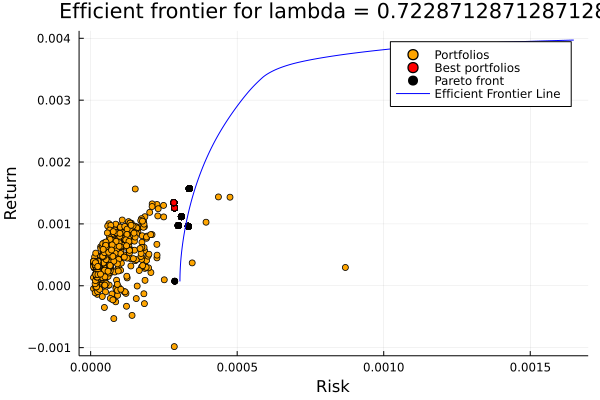 Efficient frontier for lambda = 0.7228712871287128
0.004
0.003
0.002
0.001
0.000
−0.001
Return
Portfolios
Best portfolios
Pareto front
Efficient Frontier Line
0.0000
0.0005
0.0010
0.0015
Risk